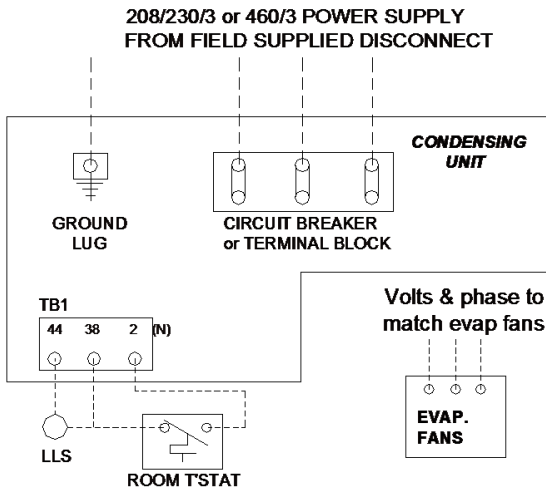 208/230/3 or 460/3 POWER SUPPLY
FROM FIELD SUPPLIED DISCONNECT
CONDENSING
UNIT
GROUND
LUG
CIRCUIT BREAKER
or TERMINAL BLOCK
TB1
44 38 2 (N)
Volts & phase to
match evap fans
EVAP.
FANS
LLS
ROOM T'STAT